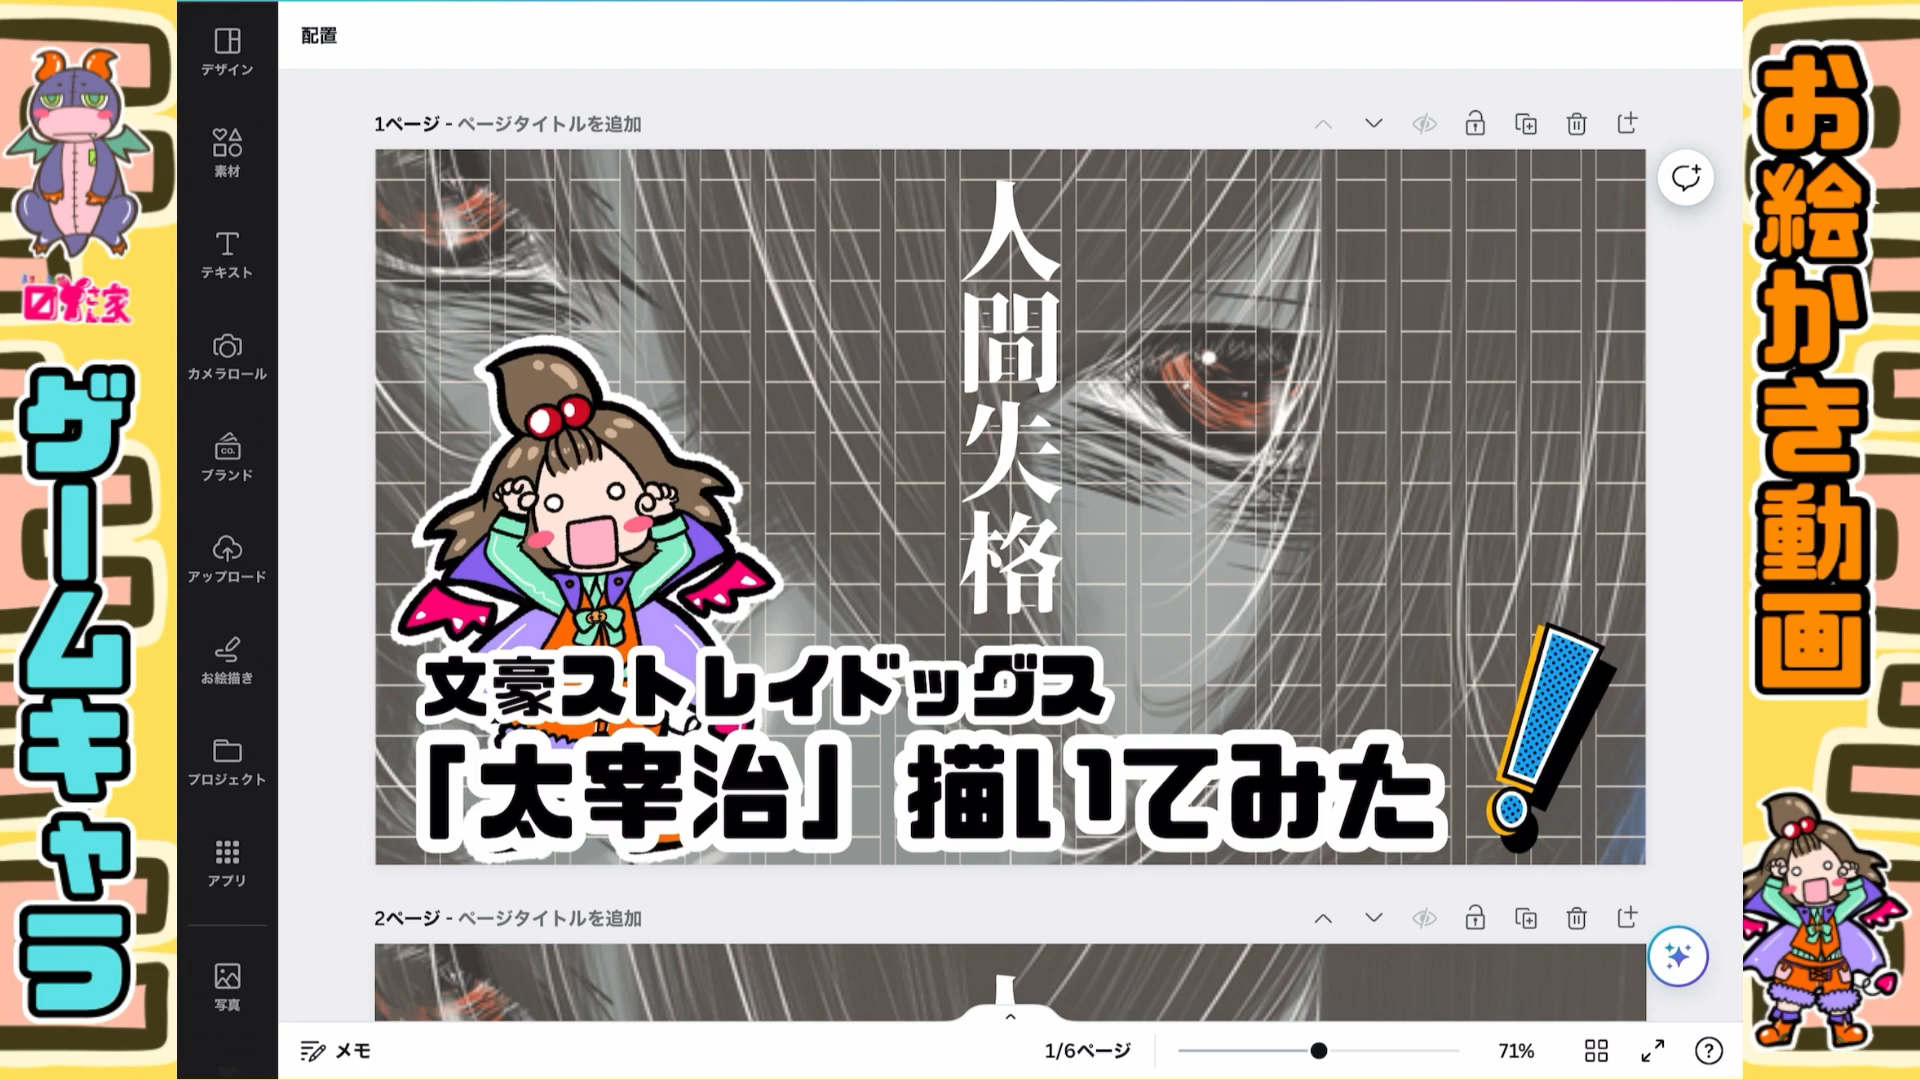 ゲームキャラ
デザイン
素材
テキスト
カメラロール
CO.
ブランド
アップロード
お絵描き
プロジェクト
アプリ
写真
配置
1ページ - ページタイトルを追加
人間失格
文豪ストレイドッグス
「太宰治」描いてみた
!
2ページ - ページタイトルを追加
人
メモ
1/6ページ
71%
?
お絵かき動画